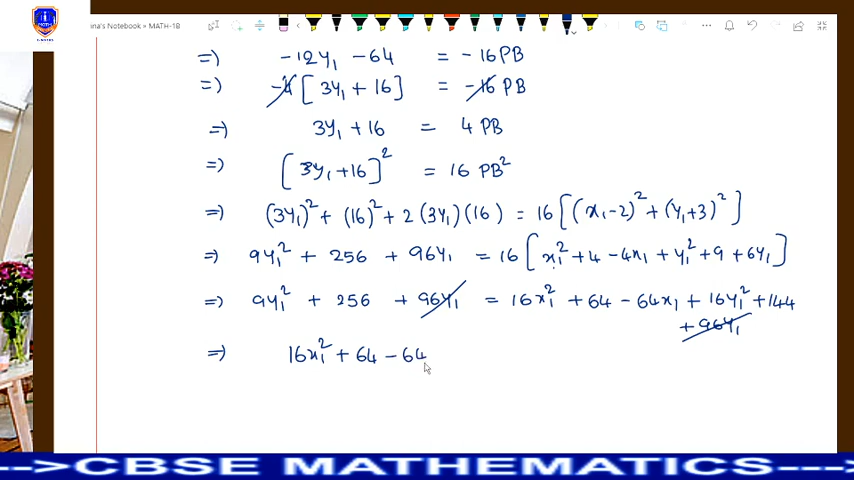 ina's Notebook » MATH-1B
=) -12y₁ - 64 = -16PB
=) -4[3y₁ + 16] = -16 PB
=) 3y₁ + 16 = 4 PB
=) [3y₁ + 16]² = 16 PB²
=) (3y₁)² + (16)² + 2(3y₁)(16) = 16[(x₁-2)² + (y₁+3)²]
=) 9y₁² + 256 + 96y₁ = 16[x₁² + 4 - 4x₁ + y₁² + 9 + 6y₁]
=) 9y₁² + 256 + 96y₁ = 16x₁² + 64 - 64x₁ + 16y₁² + 144
+ 96y₁
=) 16x₁² + 64 - 64
-->CBSE MATHEMATICS--->